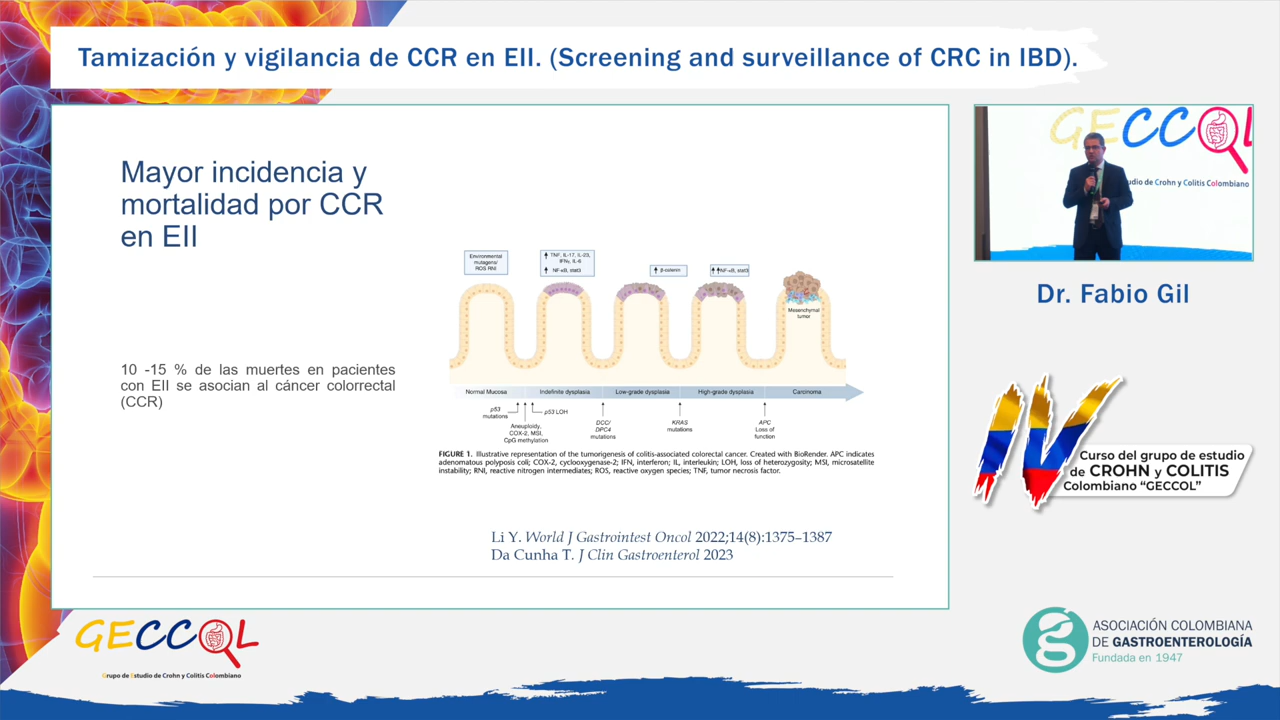 Tamización y vigilancia de CCR en EII. (Screening and surveillance of CRC in IBD).
Mayor incidencia y
mortalidad por CCR
en EII
10 -15 % de las muertes en pacientes
con EII se asocian al cáncer colorrectal
(CCR)
Environmental
mutagens/
ROS RNI
TNF, IL-17, IL-23,
IFNγ, IL-6
NF-κB, stat3
β-catenin
NF-κB, stat3
Mesenchymal
tumor
Normal Mucosa
Indefinite dysplasia
Low-grade dysplasia
High-grade dysplasia
Carcinoma
p53
mutations
p53 LOH
Aneuploidy,
COX-2, MSI,
CpG methylation
DCC/
DPC4
mutations
KRAS
mutations
APC
Loss of
function
FIGURE 1. Illustrative representation of the tumorigenesis of colitis-associated colorectal cancer. Created with BioRender. APC indicates
adenomatous polyposis coli; COX-2, cyclooxygenase-2; IFN, interferon; IL, interleukin; LOH, loss of heterozygosity; MSI, microsatellite
instability; RNI, reactive nitrogen intermediates; ROS, reactive oxygen species; TNF, tumor necrosis factor.
Li Y. World J Gastrointest Oncol 2022;14(8):1375–1387
Da Cunha T. J Clin Gastroenterol 2023
GECCOL
udio de Crohn y Colitis Colombiano
Dr. Fabio Gil
IV
Curso del grupo de estudio
de CROHN y COLITIS
Colombiano “GECCOL”
GECCOL
Grupo de Estudio de Crohn y Colitis Colombiano
ASOCIACIÓN COLOMBIANA
DE GASTROENTEROLOGÍA
Fundada en 1947